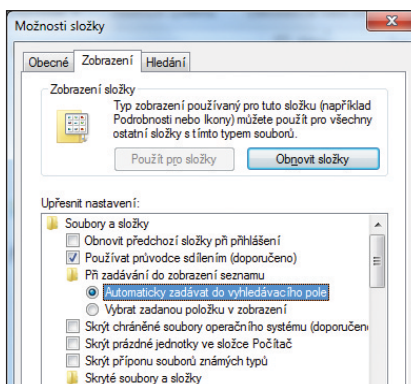 Možnosti složky
Obecné Zobrazení Hledání
Zobrazení složky
Typ zobrazení používaný pro tuto složku (například
Podrobnosti nebo Ikony) můžete použít pro všechny
ostatní složky s tímto typem souborů.
Použít pro složky Obnovit složky
Upřesnit nastavení:
Soubory a složky
Obnovit předchozí složky při přihlášení
Používat průvodce sdílením (doporučeno)
Při zadávání do zobrazení seznamu
Automaticky zadávat do vyhledávacího pole
Vybrat zadanou položku v zobrazení
Skrýt chráněné soubory operačního systému (doporučen
Skrýt prázdné jednotky ve složce Počítač
Skrýt příponu souborů známých typů
Skryté soubory a složky